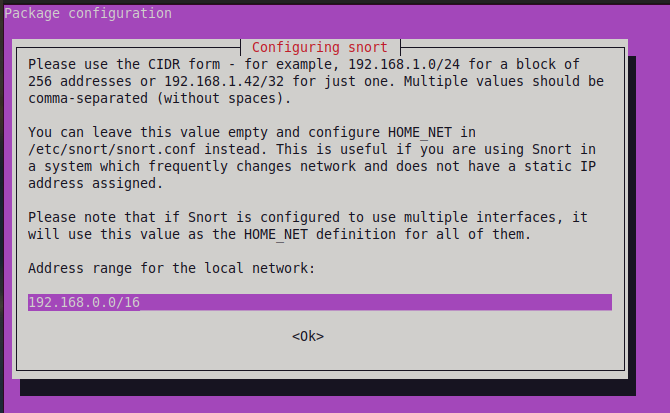 Package configuration
Configuring snort
Please use the CIDR form - for example, 192.168.1.0/24 for a block of
256 addresses or 192.168.1.42/32 for just one. Multiple values should be
comma-separated (without spaces).
You can leave this value empty and configure HOME_NET in
/etc/snort/snort.conf instead. This is useful if you are using Snort in
a system which frequently changes network and does not have a static IP
address assigned.
Please note that if Snort is configured to use multiple interfaces, it
will use this value as the HOME_NET definition for all of them.
Address range for the local network:
192.168.0.0/16
<Ok>